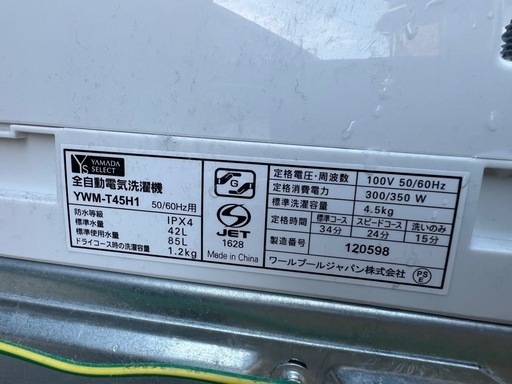 YS YAMADA SELECT
全自動電気洗濯機
YWM-T45H1 50/60Hz用
防水等級 IPX4
標準水量 42L
標準使用水量 85L
ドライコース時の洗濯容量 1.2kg
G
S
JET
1628
Made in China
定格電圧・周波数 100V 50/60Hz
定格消費電力 300/350 W
標準洗濯容量 4.5kg
定格時間 標準コース スピードコース 洗いのみ
34分 24分 15分
製造番号 120598
ワールプールジャパン株式会社
PS
E